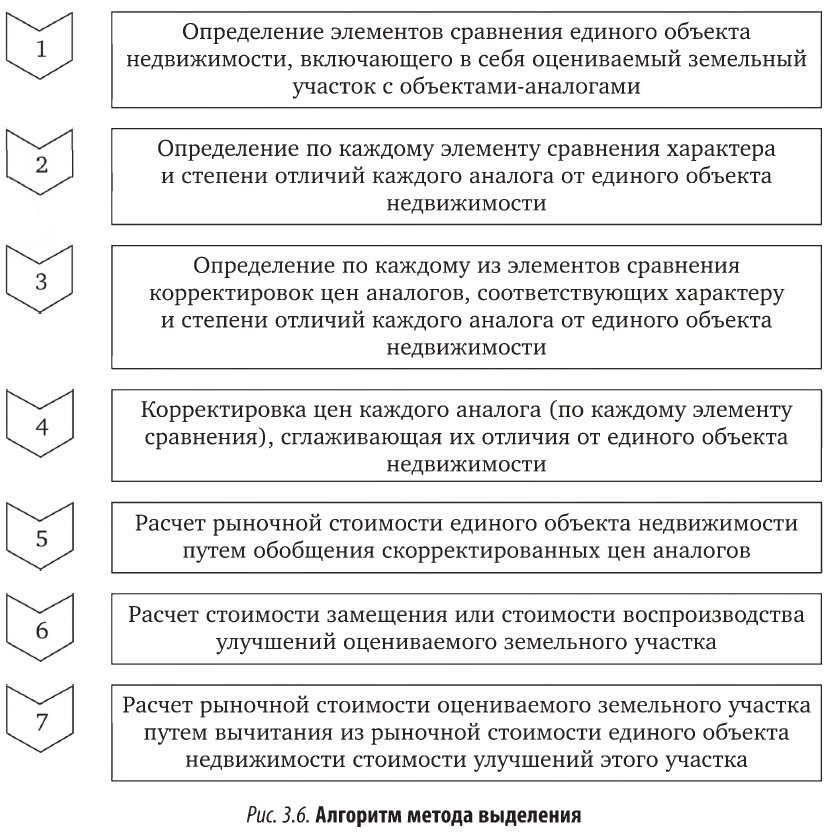 1
Определение элементов сравнения единого объекта
недвижимости, включающего в себя оцениваемый земельный
участок с объектами-аналогами
2
Определение по каждому элементу сравнения характера
и степени отличий каждого аналога от единого объекта
недвижимости
3
Определение по каждому из элементов сравнения
корректировок цен аналогов, соответствующих характеру
и степени отличий каждого аналога от единого объекта
недвижимости
4
Корректировка цен каждого аналога (по каждому элементу
сравнения), сглаживающая их отличия от единого объекта
недвижимости
5
Расчет рыночной стоимости единого объекта недвижимости
путем обобщения скорректированных цен аналогов
6
Расчет стоимости замещения или стоимости воспроизводства
улучшений оцениваемого земельного участка
7
Расчет рыночной стоимости оцениваемого земельного участка
путем вычитания из рыночной стоимости единого объекта
недвижимости стоимости улучшений этого участка
Рис. 3.6. Алгоритм метода выделения